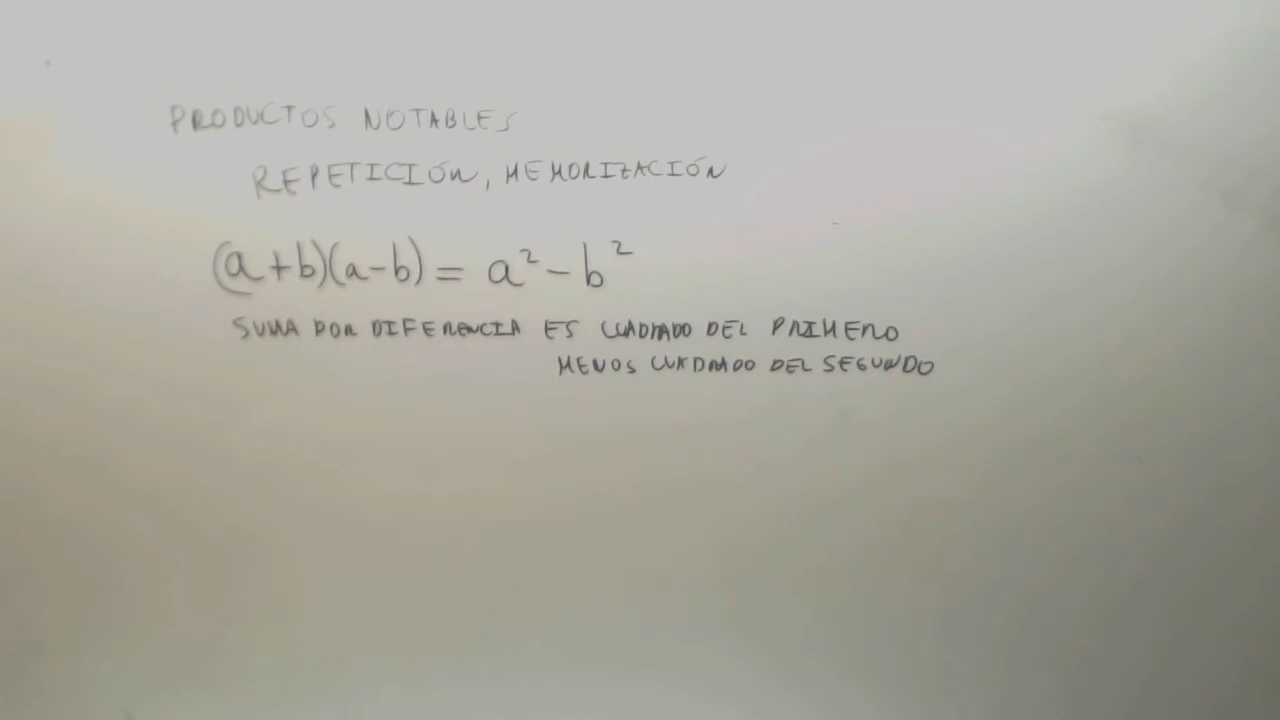 PRODUCTOS NOTABLES
REPETICIÓN, MEMORIZACIÓN
(a+b)(a-b) = a² - b²
SUMA POR DIFERENCIA ES CUADRADO DEL PRIMERO
MENOS CUADRADO DEL SEGUNDO